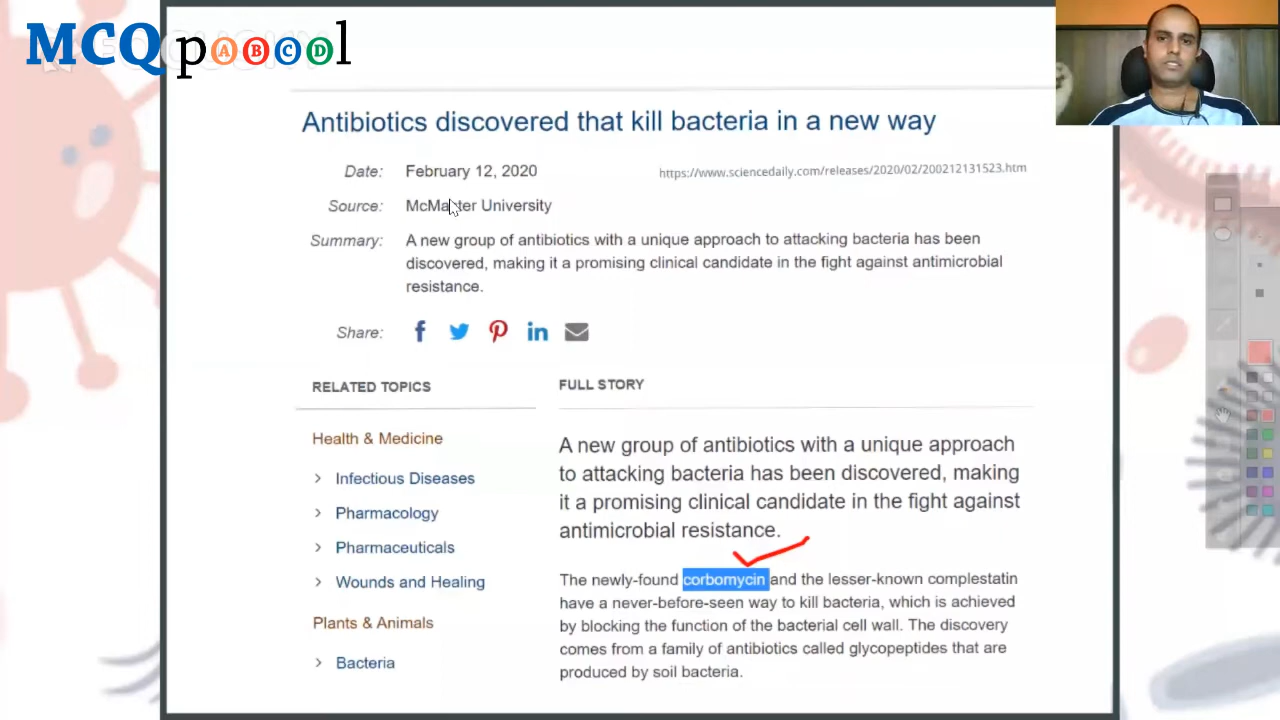 MCQpABCDl
Antibiotics discovered that kill bacteria in a new way
Date: February 12, 2020
https://www.sciencedaily.com/releases/2020/02/200212131523.htm
Source: McMaster University
Summary: A new group of antibiotics with a unique approach to attacking bacteria has been
discovered, making it a promising clinical candidate in the fight against antimicrobial
resistance.
Share: f in
RELATED TOPICS
Health & Medicine
> Infectious Diseases
> Pharmacology
> Pharmaceuticals
> Wounds and Healing
Plants & Animals
> Bacteria
FULL STORY
A new group of antibiotics with a unique approach
to attacking bacteria has been discovered, making
it a promising clinical candidate in the fight against
antimicrobial resistance.
The newly-found corbomycin and the lesser-known complestatin
have a never-before-seen way to kill bacteria, which is achieved
by blocking the function of the bacterial cell wall. The discovery
comes from a family of antibiotics called glycopeptides that are
produced by soil bacteria.